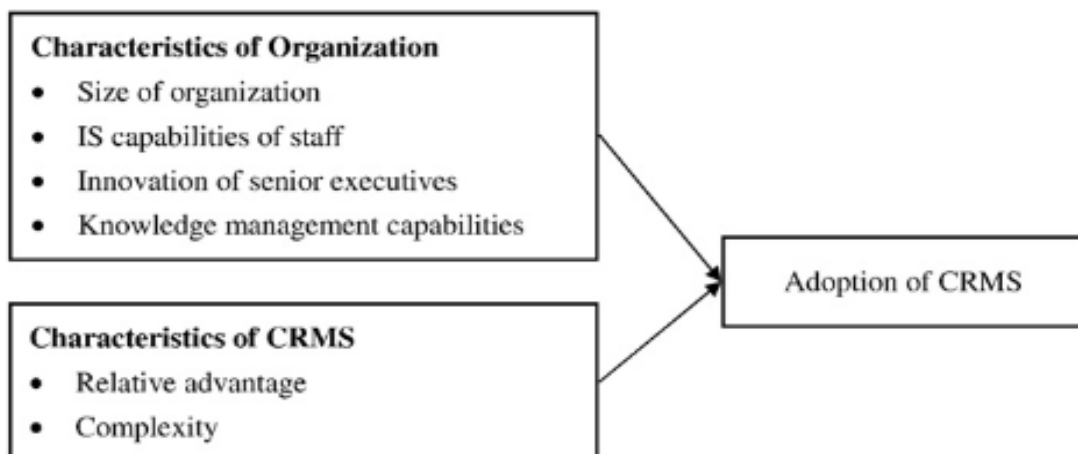 Characteristics of Organization
• Size of organization
• IS capabilities of staff
• Innovation of senior executives
• Knowledge management capabilities
Adoption of CRMS
Characteristics of CRMS
• Relative advantage
• Complexity